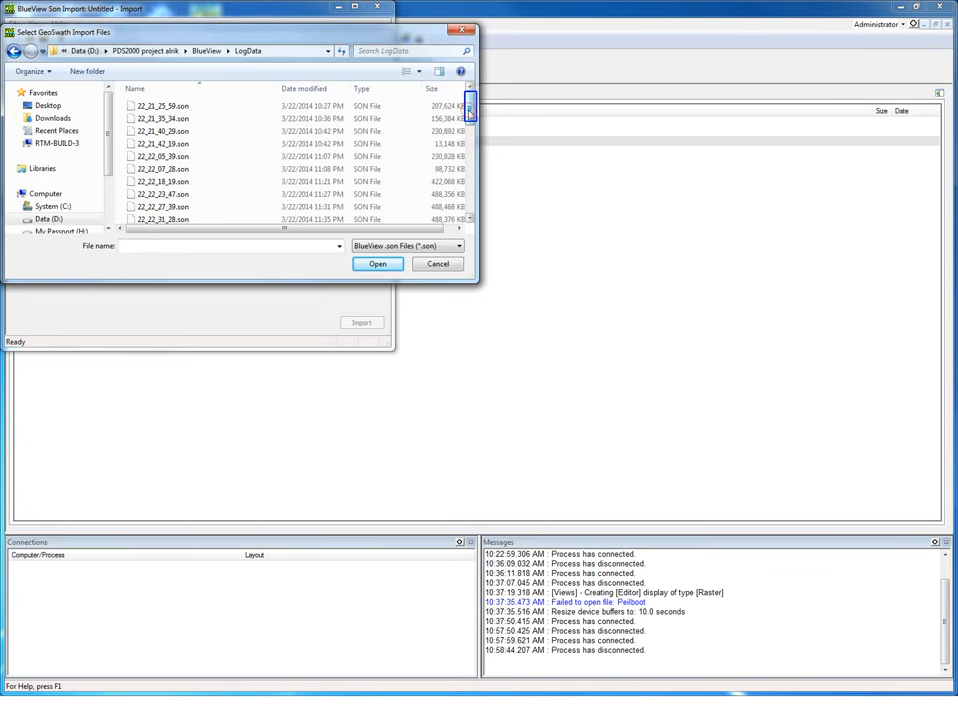 BlueView Son Import: Untitled - Import
Select GeoSwath Import Files
« Data (D:) ▸ PDS2000 project alrik ▸ BlueView ▸ LogData
Search LogData
Administrator
Organize
New folder
Name Date modified Type Size
Favorites
Desktop
Downloads
Recent Places
RTM-BUILD-3
Libraries
Computer
System (C:)
Data (D:)
My Passport (H:)
22_21_25_59.son 3/22/2014 10:27 PM SON File 207,624 KB
22_21_35_34.son 3/22/2014 10:36 PM SON File 156,384 KB
22_21_40_29.son 3/22/2014 10:42 PM SON File 230,892 KB
22_21_42_19.son 3/22/2014 10:42 PM SON File 13,148 KB
22_22_05_39.son 3/22/2014 11:07 PM SON File 230,828 KB
22_22_07_28.son 3/22/2014 11:08 PM SON File 98,732 KB
22_22_18_19.son 3/22/2014 11:21 PM SON File 422,068 KB
22_22_23_47.son 3/22/2014 11:27 PM SON File 488,356 KB
22_22_27_39.son 3/22/2014 11:31 PM SON File 488,468 KB
22_22_31_28.son 3/22/2014 11:35 PM SON File 488,376 KB
File name:
BlueView .son Files (*.son)
Open
Cancel
Size Date
Import
Ready
Connections
Computer/Process Layout
Messages
10:22:59.306 AM : Process has connected.
10:36:09.032 AM : Process has disconnected.
10:36:11.818 AM : Process has connected.
10:37:07.045 AM : Process has disconnected.
10:37:19.318 AM : [Views] - Creating [Editor] display of type [Raster]
10:37:35.473 AM : Failed to open file: Peilboot
10:37:35.516 AM : Resize device buffers to: 10.0 seconds
10:37:50.415 AM : Process has connected.
10:57:50.425 AM : Process has disconnected.
10:57:59.621 AM : Process has connected.
10:58:44.207 AM : Process has disconnected.
For Help, press F1